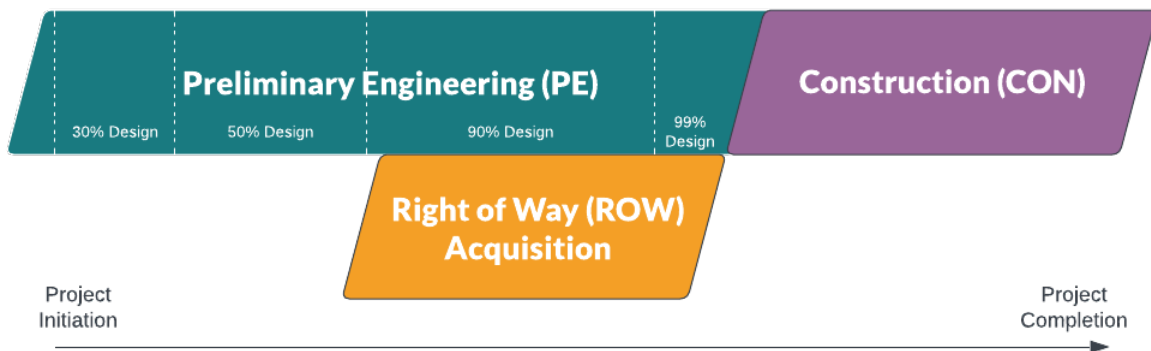 Preliminary Engineering (PE)
Construction (CON)
30% Design
50% Design
90% Design
99%
Design
Right of Way (ROW)
Acquisition
Project
Initiation
Project
Completion